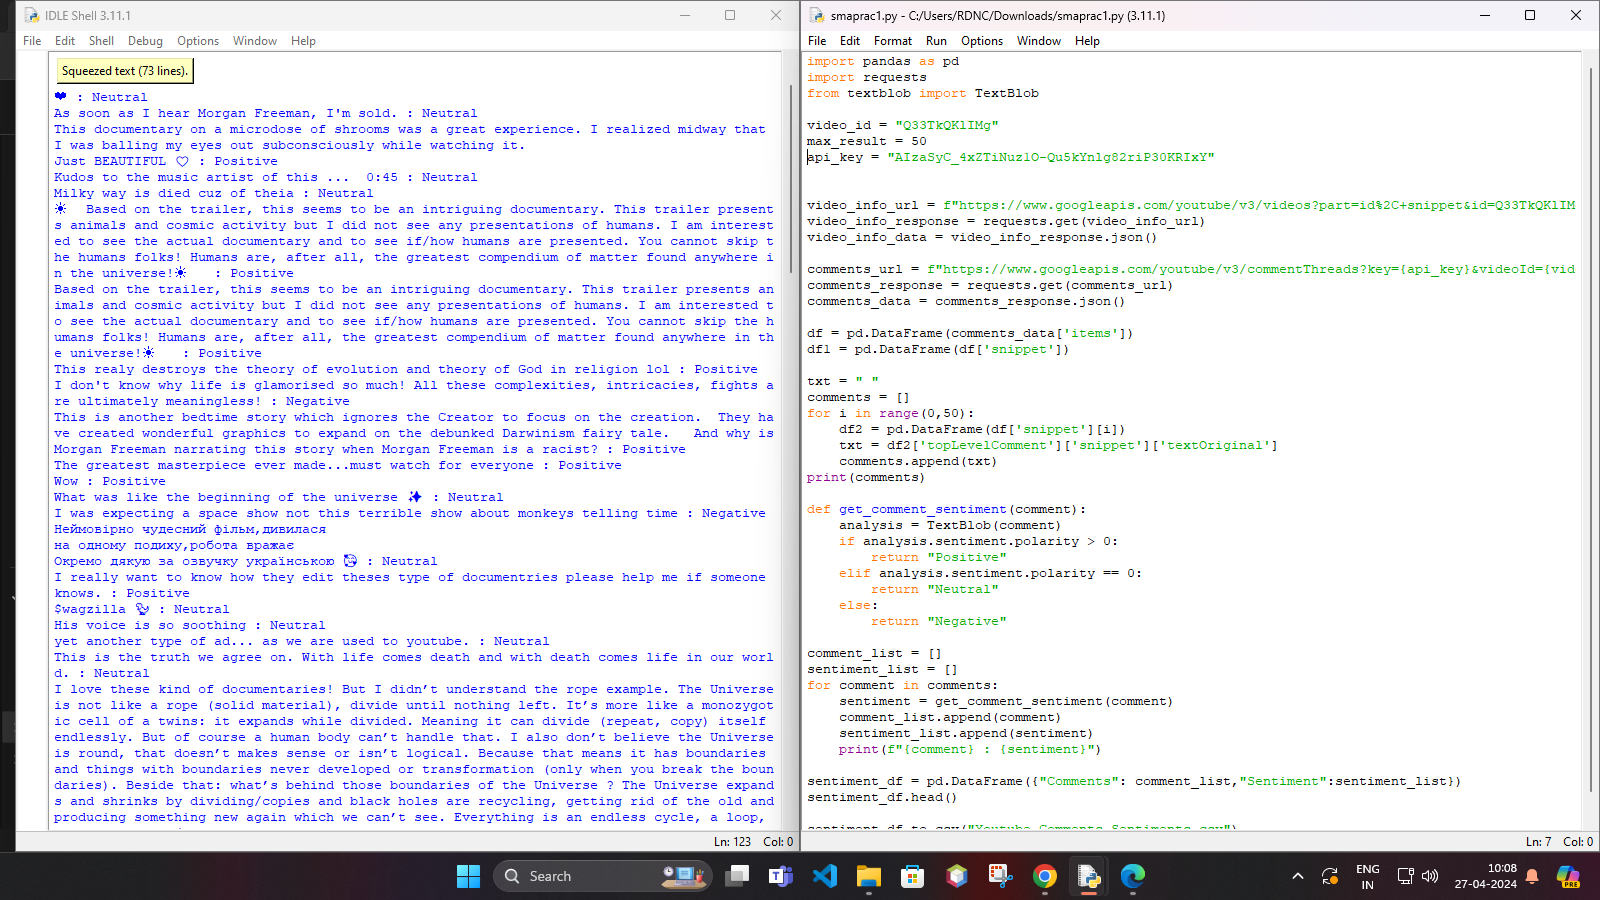 IDLE Shell 3.11.1
File Edit Shell Debug Options Window Help
Squeezed text (73 lines).
❤ : Neutral
As soon as I hear Morgan Freeman, I'm sold. : Neutral
This documentary on a microdose of shrooms was a great experience. I realized midway that
I was balling my eyes out subconsciously while watching it.
Just BEAUTIFUL ♡ : Positive
Kudos to the music artist of this ...  0:45 : Neutral
Milky way is died cuz of theia : Neutral
☀  Based on the trailer, this seems to be an intriguing documentary. This trailer present
s animals and cosmic activity but I did not see any presentations of humans. I am interest
ed to see the actual documentary and to see if/how humans are presented. You cannot skip t
he humans folks! Humans are, after all, the greatest compendium of matter found anywhere i
n the universe!☀   : Positive
Based on the trailer, this seems to be an intriguing documentary. This trailer presents an
imals and cosmic activity but I did not see any presentations of humans. I am interested t
o see the actual documentary and to see if/how humans are presented. You cannot skip the h
umans folks! Humans are, after all, the greatest compendium of matter found anywhere in th
e universe!☀   : Positive
This realy destroys the theory of evolution and theory of God in religion lol : Positive
I don't know why life is glamorised so much! All these complexities, intricacies, fights a
re ultimately meaningless! : Negative
This is another bedtime story which ignores the Creator to focus on the creation.  They ha
ve created wonderful graphics to expand on the debunked Darwinism fairy tale.   And why is
Morgan Freeman narrating this story when Morgan Freeman is a racist? : Positive
The greatest masterpiece ever made...must watch for everyone : Positive
Wow : Positive
What was like the beginning of the universe ✨ : Neutral
I was expecting a space show not this terrible show about monkeys telling time : Negative
Неймовірно чудесний фільм,дивилася
на одному подиху,робота вражає
Окремо дякую за озвучку українською 🥰 : Neutral
I really want to know how they edit theses type of documentries please help me if someone
knows. : Positive
$wagzilla 🦖 : Neutral
His voice is so soothing : Neutral
yet another type of ad... as we are used to youtube. : Neutral
This is the truth we agree on. With life comes death and with death comes life in our worl
d. : Neutral
I love these kind of documentaries! But I didn’t understand the rope example. The Universe
is not like a rope (solid material), divide until nothing left. It’s more like a monozygot
ic cell of a twins: it expands while divided. Meaning it can divide (repeat, copy) itself
endlessly. But of course a human body can’t handle that. I also don’t believe the Universe
is round, that doesn’t makes sense or isn’t logical. Because that means it has boundaries
and things with boundaries never developed or transformation (only when you break the boun
daries). Beside that: what’s behind those boundaries of the Universe ? The Universe expand
s and shrinks by dividing/copies and black holes are recycling, getting rid of the old and
producing something new again which we can’t see. Everything is an endless cycle, a loop,
Ln: 123 Col: 0
smaprac1.py - C:/Users/RDNC/Downloads/smaprac1.py (3.11.1)
File Edit Format Run Options Window Help
import pandas as pd
import requests
from textblob import TextBlob
video_id = "Q33TkQKlIMg"
max_result = 50
api_key = "AIzaSyC_4xZTiNuzlO-Qu5kYnlg82riP30KRIxY"
video_info_url = f"https://www.googleapis.com/youtube/v3/videos?part=id%2C+snippet&id=Q33TkQKlIM
video_info_response = requests.get(video_info_url)
video_info_data = video_info_response.json()
comments_url = f"https://www.googleapis.com/youtube/v3/commentThreads?key={api_key}&videoId={vid
comments_response = requests.get(comments_url)
comments_data = comments_response.json()
df = pd.DataFrame(comments_data['items'])
df1 = pd.DataFrame(df['snippet'])
txt = " "
comments = []
for i in range(0,50):
    df2 = pd.DataFrame(df['snippet'][i])
    txt = df2['topLevelComment']['snippet']['textOriginal']
    comments.append(txt)
print(comments)
def get_comment_sentiment(comment):
    analysis = TextBlob(comment)
    if analysis.sentiment.polarity > 0:
        return "Positive"
    elif analysis.sentiment.polarity == 0:
        return "Neutral"
    else:
        return "Negative"
comment_list = []
sentiment_list = []
for comment in comments:
    sentiment = get_comment_sentiment(comment)
    comment_list.append(comment)
    sentiment_list.append(sentiment)
    print(f"{comment} : {sentiment}")
sentiment_df = pd.DataFrame({"Comments": comment_list,"Sentiment":sentiment_list})
sentiment_df.head()
sentiment_df.to_csv("Youtube_Comments_Sentiments.csv")
Ln: 7 Col: 0
Search
ENG
IN
10:08
27-04-2024
PRE